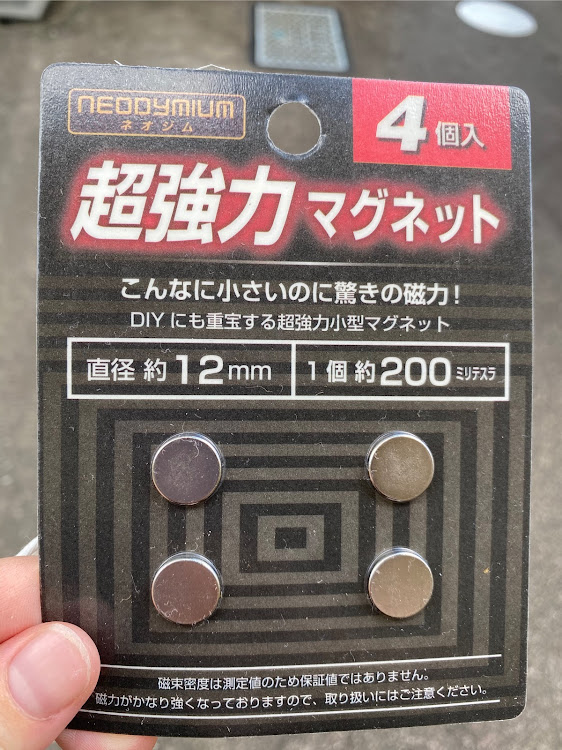 NEODYMIUM
ネオジム
4個入
超強力マグネット
こんなに小さいのに驚きの磁力！
DIYにも重宝する超強力小型マグネット
直径 約12mm
1個 約200ミリテスラ
磁束密度は測定値のため保証値ではありません。
磁力がかなり強くなっておりますので、取り扱いにはご注意ください。